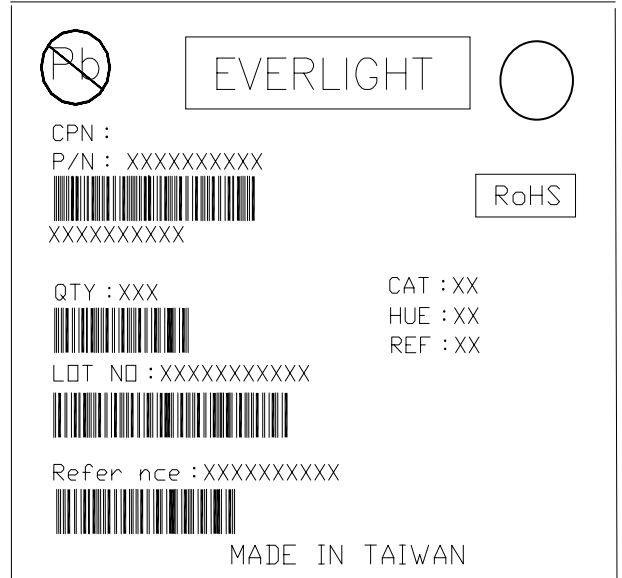 Pb
EVERLIGHT
CPN :
P/N : XXXXXXXXXX
RoHS
XXXXXXXXXX
QTY : XXX
CAT : XX
HUE : XX
REF : XX
LOT NO : XXXXXXXXXXX
Refer nce : XXXXXXXXXX
MADE IN TAIWAN